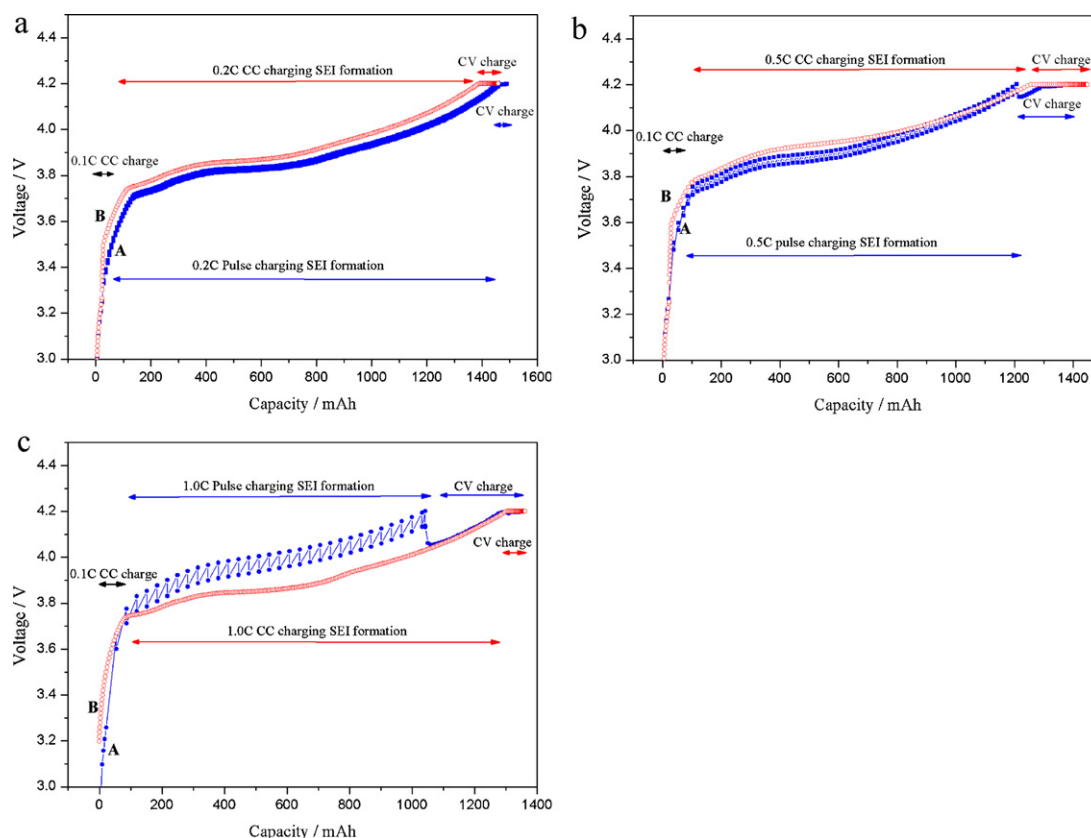 a
4.4
4.2
4.0
3.8
3.6
3.4
3.2
3.0
Voltage / V
CV charge
0.2C CC charging SEI formation
CV charge
0.1C CC charge
B
A
0.2C Pulse charging SEI formation
0 200 400 600 800 1000 1200 1400 1600
Capacity / mAh
b
4.4
4.2
4.0
3.8
3.6
3.4
3.2
3.0
Voltage / V
CV charge
0.5C CC charging SEI formation
CV charge
0.1C CC charge
B
A
0.5C pulse charging SEI formation
0 200 400 600 800 1000 1200 1400
Capacity / mAh
c
4.4
4.2
4.0
3.8
3.6
3.4
3.2
3.0
Voltage / V
1.0C Pulse charging SEI formation
CV charge
CV charge
0.1C CC charge
1.0C CC charging SEI formation
B
A
0 200 400 600 800 1000 1200 1400
Capacity / mAh